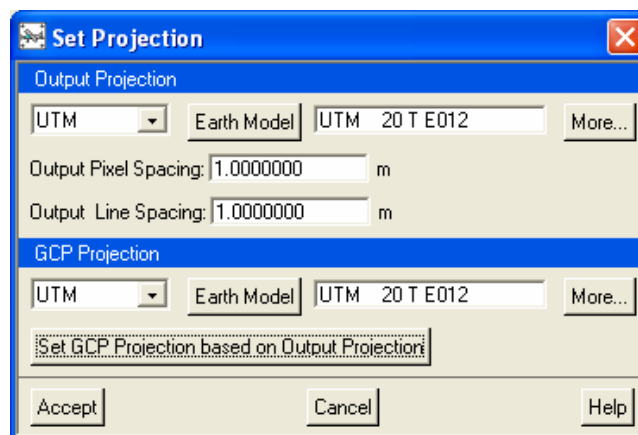 Set Projection
Output Projection
UTM Earth Model UTM 20 T E012 More...
Output Pixel Spacing: 1.0000000 m
Output Line Spacing: 1.0000000 m
GCP Projection
UTM Earth Model UTM 20 T E012 More...
Set GCP Projection based on Output Projection
Accept Cancel Help